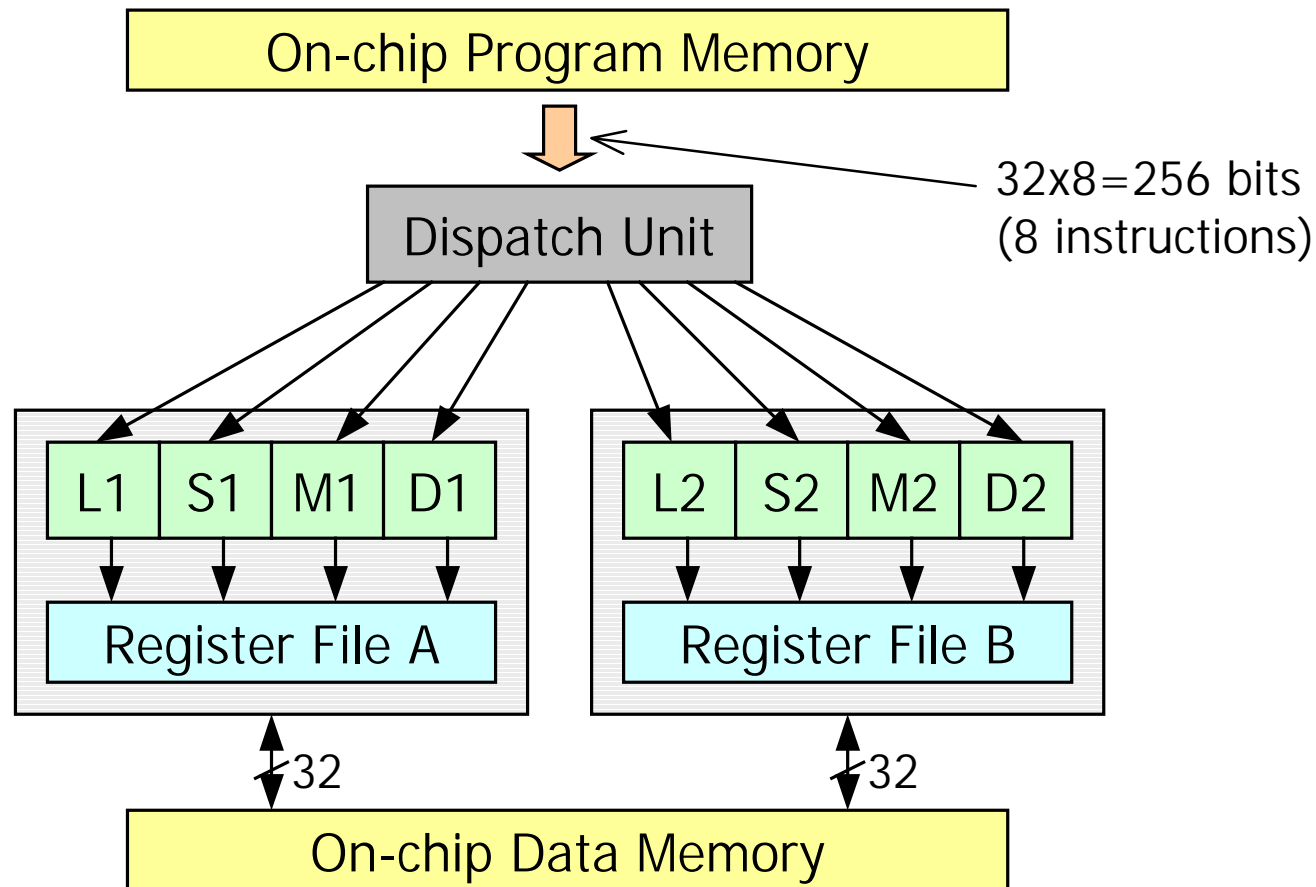 On-chip Program Memory
32x8=256 bits
(8 instructions)
Dispatch Unit
L1 S1 M1 D1
L2 S2 M2 D2
Register File A
Register File B
32
32
On-chip Data Memory